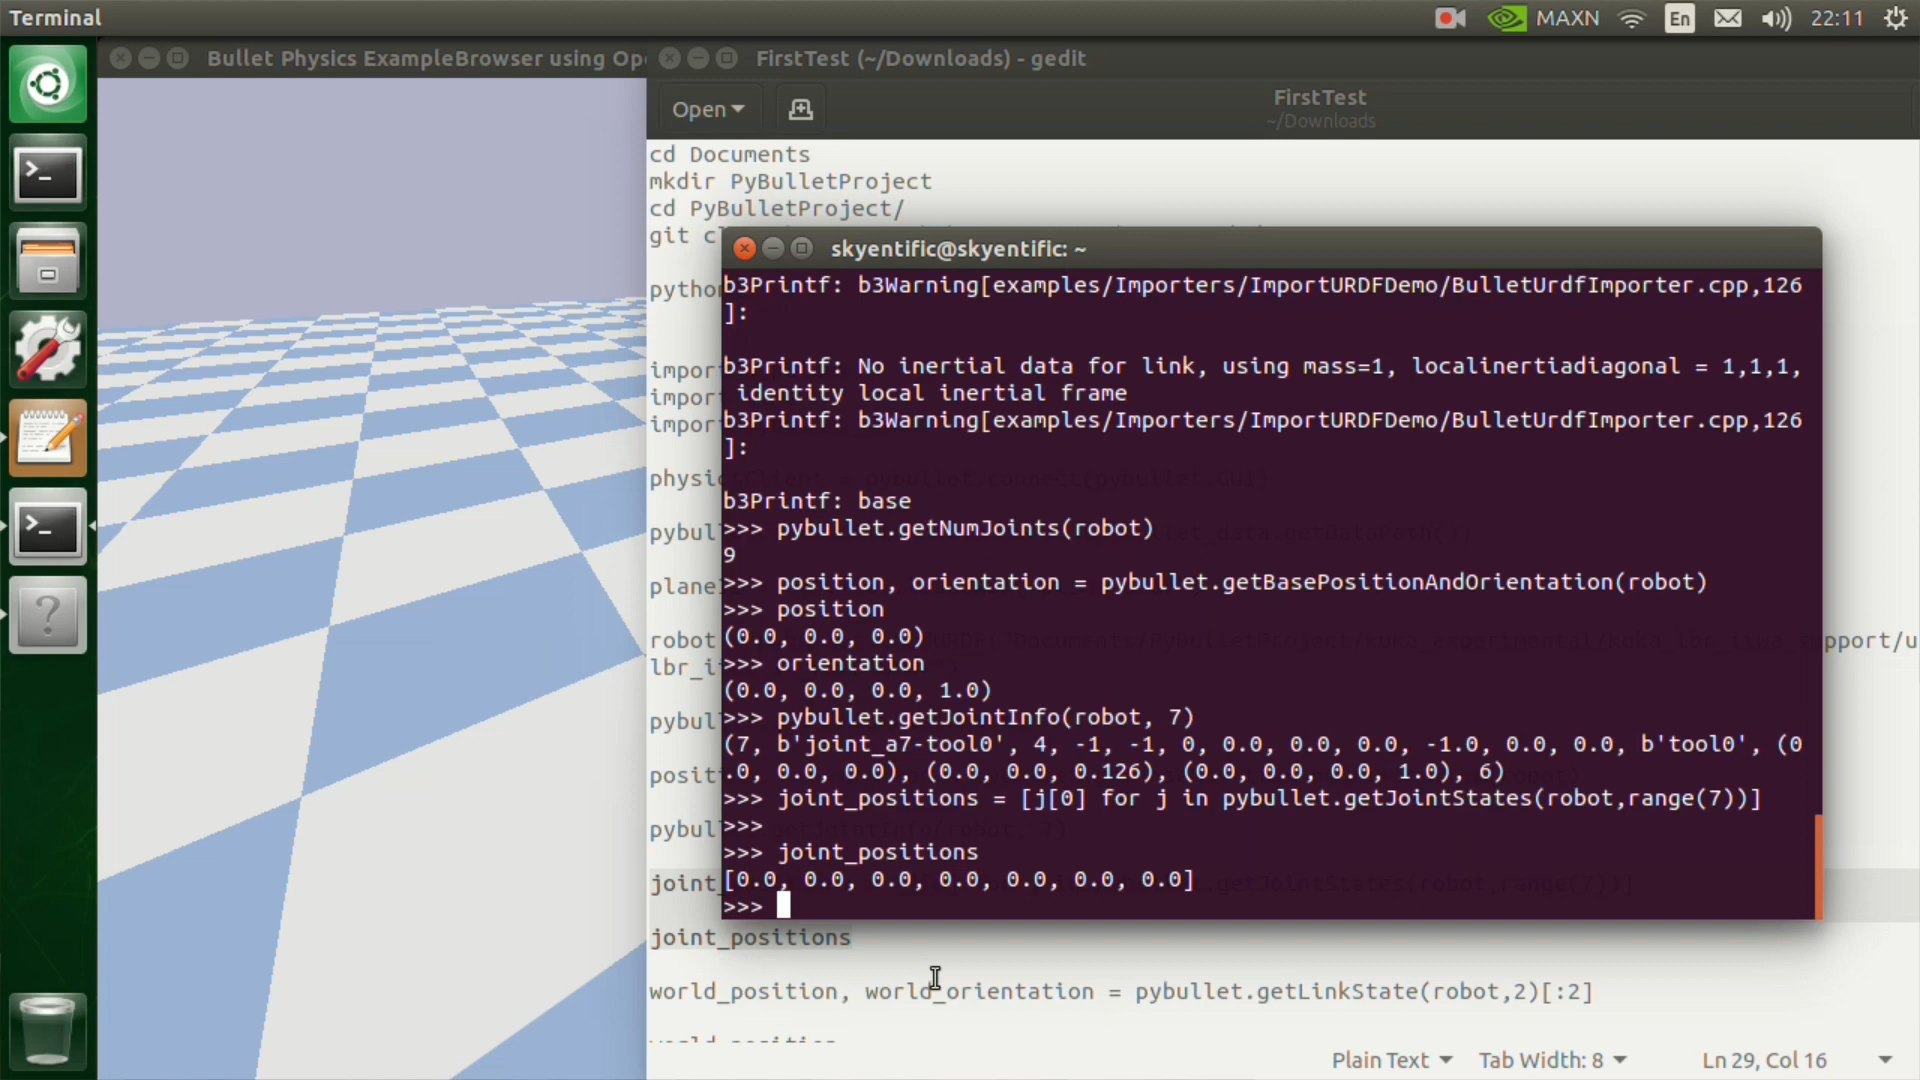 Terminal
MAXN
En
22:11
Bullet Physics ExampleBrowser using Op
FirstTest (~/Downloads) - gedit
Open
FirstTest
~/Downloads
cd Documents
mkdir PyBulletProject
cd PyBulletProject/
git cl
skyentific@skyentific: ~
b3Printf: b3Warning[examples/Importers/ImportURDFDemo/BulletUrdfImporter.cpp,126
]:
b3Printf: No inertial data for link, using mass=1, localinertiadiagonal = 1,1,1,
identity local inertial frame
b3Printf: b3Warning[examples/Importers/ImportURDFDemo/BulletUrdfImporter.cpp,126
]:
b3Printf: base
>>> pybullet.getNumJoints(robot)
9
>>> position, orientation = pybullet.getBasePositionAndOrientation(robot)
>>> position
(0.0, 0.0, 0.0)
>>> orientation
(0.0, 0.0, 0.0, 1.0)
>>> pybullet.getJointInfo(robot, 7)
(7, b'joint_a7-tool0', 4, -1, -1, 0, 0.0, 0.0, 0.0, -1.0, 0.0, 0.0, b'tool0', (0
.0, 0.0, 0.0), (0.0, 0.0, 0.126), (0.0, 0.0, 0.0, 1.0), 6)
>>> joint_positions = [j[0] for j in pybullet.getJointStates(robot,range(7))]
>>>
>>> joint_positions
[0.0, 0.0, 0.0, 0.0, 0.0, 0.0, 0.0]
>>>
joint_positions
world_position, world_orientation = pybullet.getLinkState(robot,2)[:2]
Plain Text
Tab Width: 8
Ln 29, Col 16